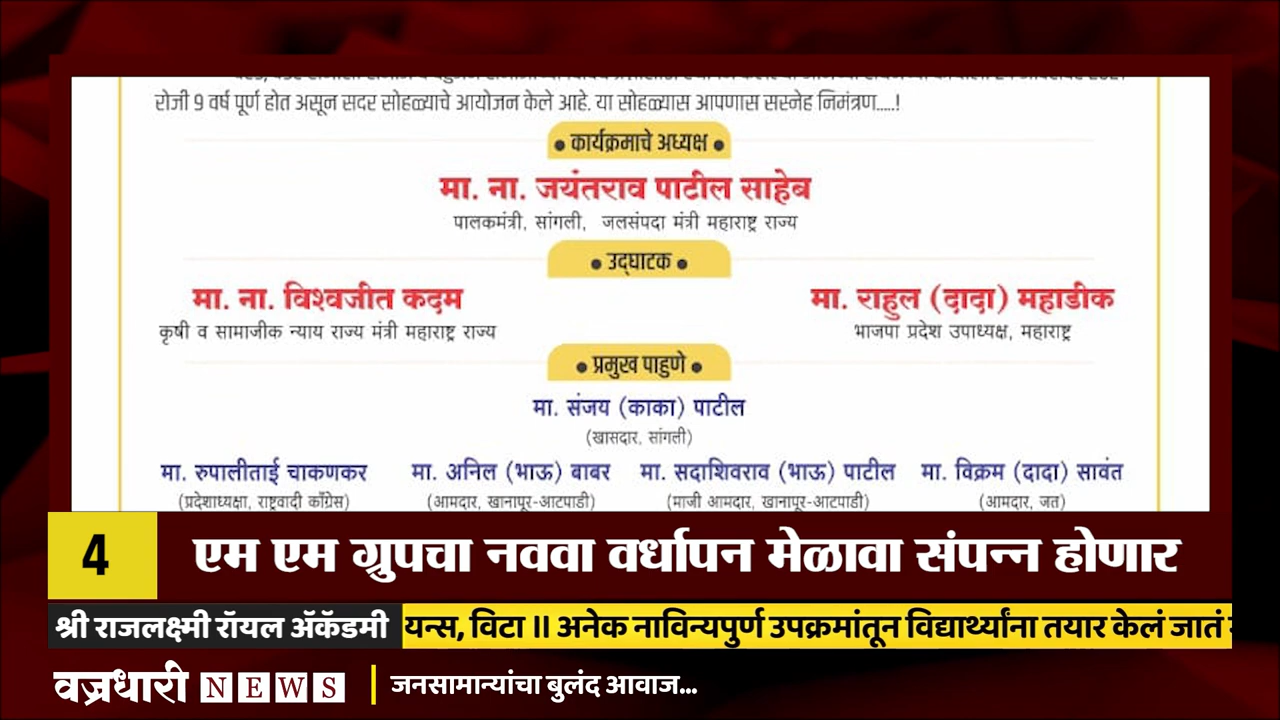 रोजी 9 वर्ष पूर्ण होत असून सदर सोहळ्याचे आयोजन केले आहे. या सोहळ्यास आपणास सस्नेह निमंत्रण.....!
● कार्यक्रमाचे अध्यक्ष ●
मा. ना. जयंतराव पाटील साहेब
पालकमंत्री, सांगली, जलसंपदा मंत्री महाराष्ट्र राज्य
● उद्घाटक ●
मा. ना. विश्वजीत कदम मा. राहुल (दादा) महाडीक
कृषी व सामाजीक न्याय राज्य मंत्री महाराष्ट्र राज्य भाजपा प्रदेश उपाध्यक्ष, महाराष्ट्र
● प्रमुख पाहुणे ●
मा. संजय (काका) पाटील
(खासदार, सांगली)
मा. रुपालीताई चाकणकर मा. अनिल (भाऊ) बाबर मा. सदाशिवराव (भाऊ) पाटील मा. विक्रम (दादा) सावंत
(प्रदेशाध्यक्षा, राष्ट्रवादी काँग्रेस) (आमदार, खानापूर-आटपाडी) (माजी आमदार, खानापूर-आटपाडी) (आमदार, जत)
4 एम एम ग्रुपचा नववा वर्धापन मेळावा संपन्न होणार
श्री राजलक्ष्मी रॉयल ॲकॅडमी यन्स, विटा ॥ अनेक नाविन्यपुर्ण उपक्रमांतून विद्यार्थ्यांना तयार केलं जातं
वज्रधारी NEWS जनसामान्यांचा बुलंद आवाज...